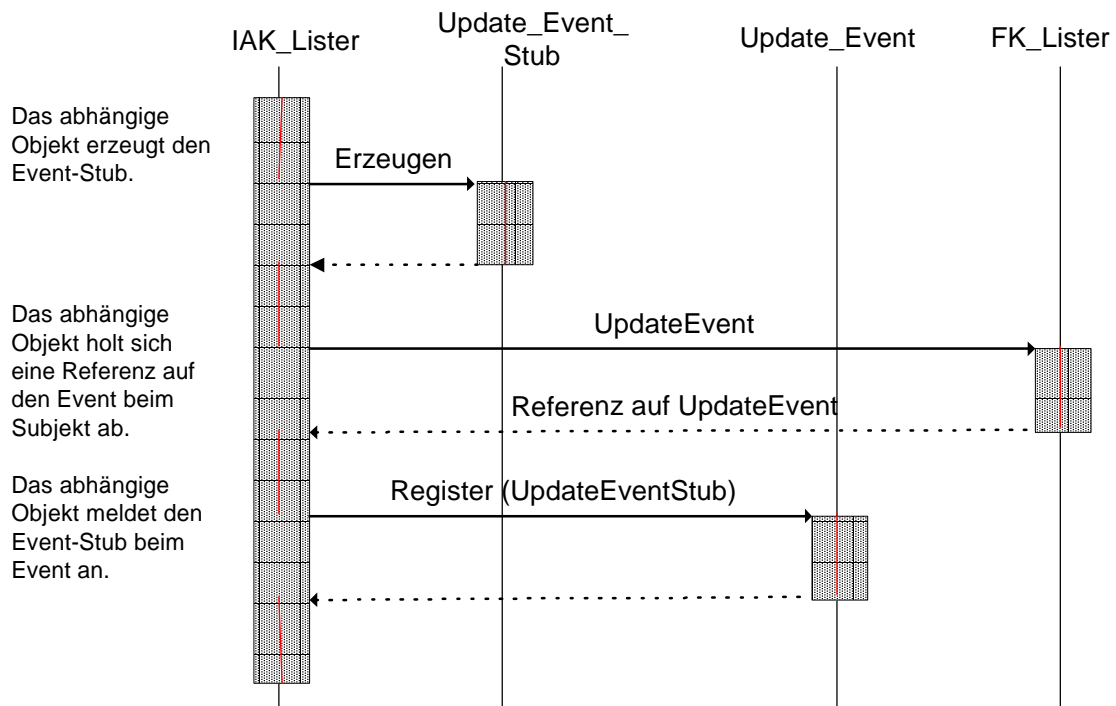 IAK_Lister
Update_Event_
Stub
Update_Event
FK_Lister
Das abhängige
Objekt erzeugt den
Event-Stub.
Erzeugen
Das abhängige
Objekt holt sich
eine Referenz auf
den Event beim
Subjekt ab.
UpdateEvent
Referenz auf UpdateEvent
Das abhängige
Objekt meldet den
Event-Stub beim
Event an.
Register (UpdateEventStub)